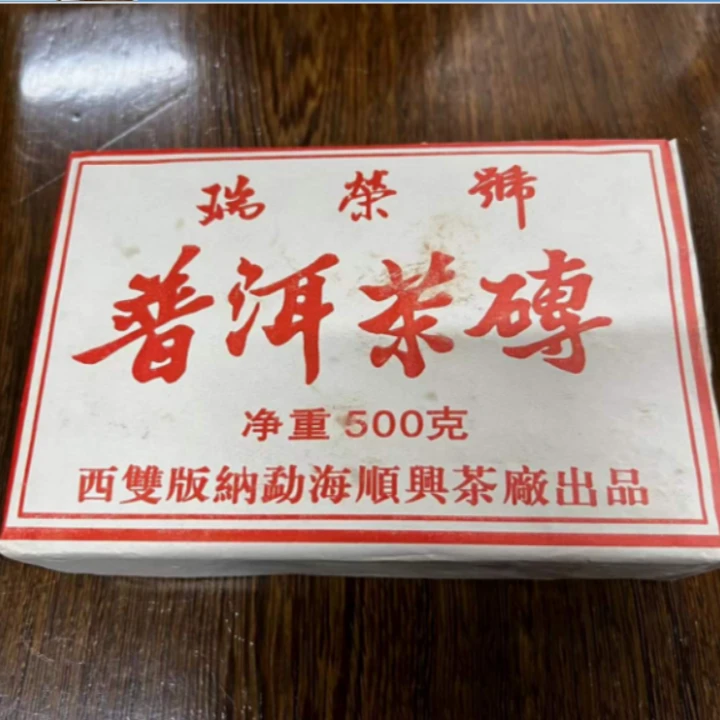 瑞榮號
普洱茶磚
净重500克
西雙版納勐海順興茶廠出品